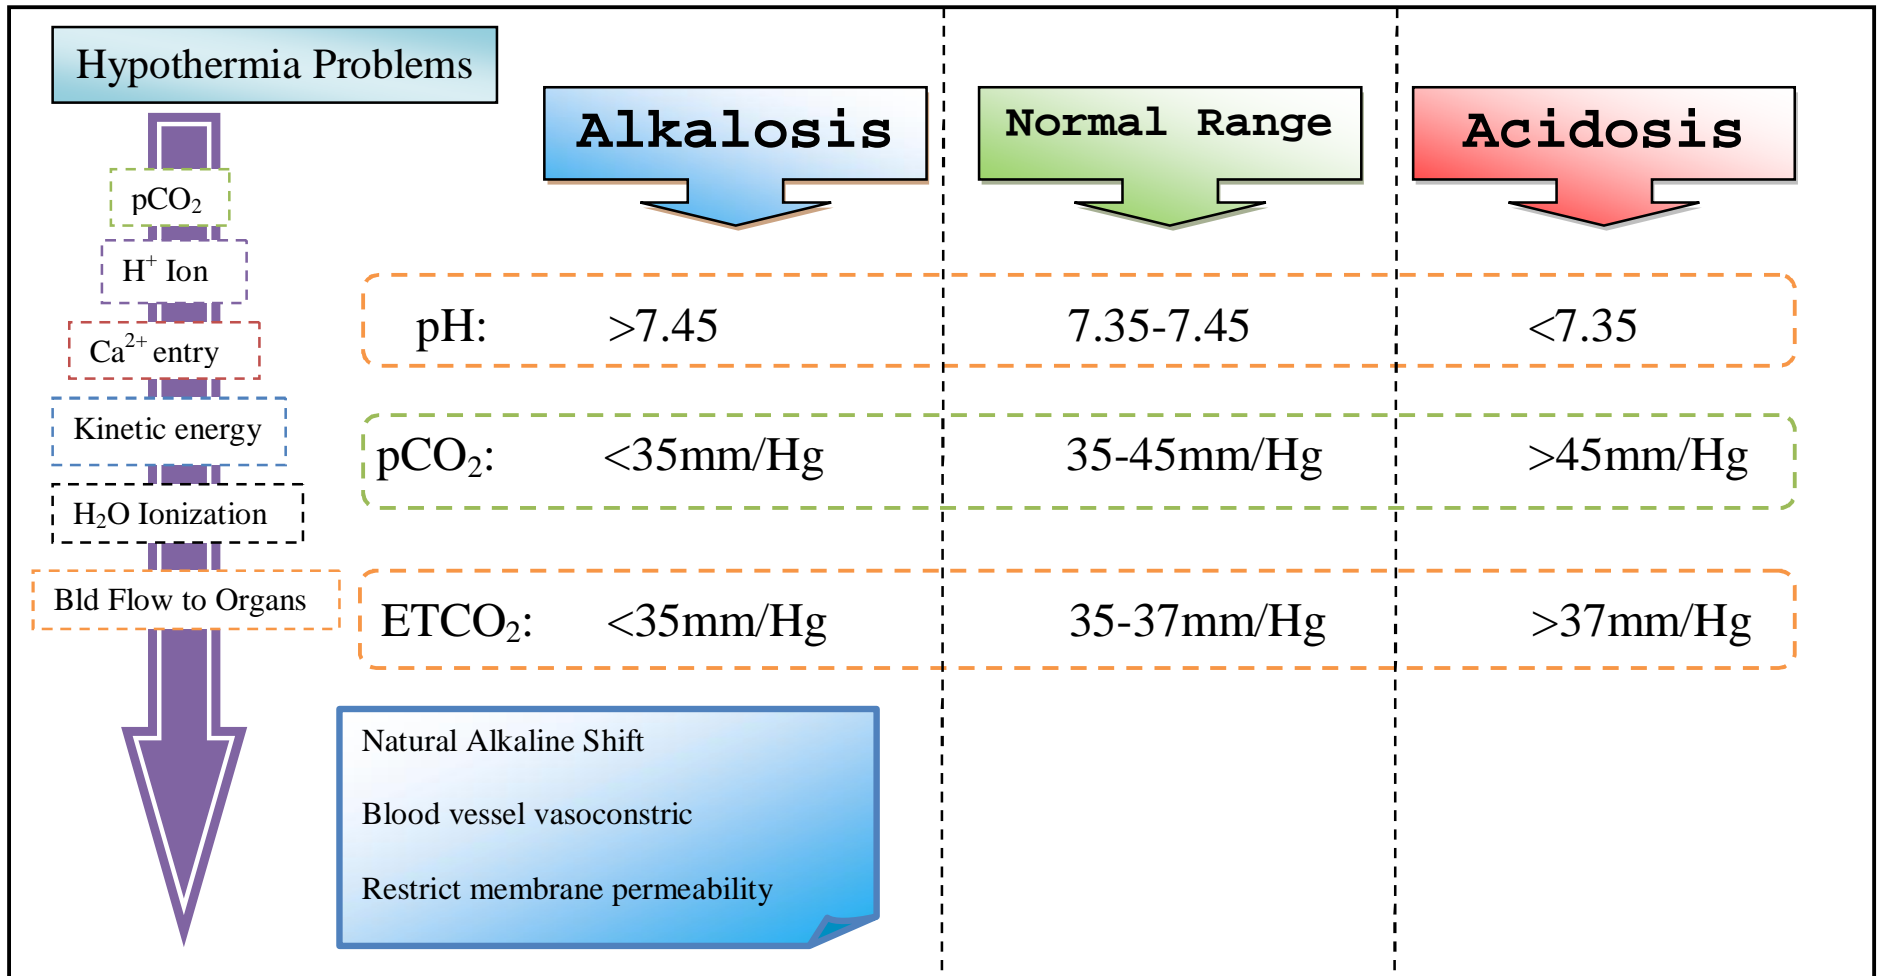 Hypothermia Problems
Alkalosis
Normal Range
Acidosis
pCO₂
H⁺ Ion
Ca²⁺ entry
Kinetic energy
H₂O Ionization
Bld Flow to Organs
pH: >7.45 7.35-7.45 <7.35
pCO₂: <35mm/Hg 35-45mm/Hg >45mm/Hg
ETCO₂: <35mm/Hg 35-37mm/Hg >37mm/Hg
Natural Alkaline Shift
Blood vessel vasoconstric
Restrict membrane permeability